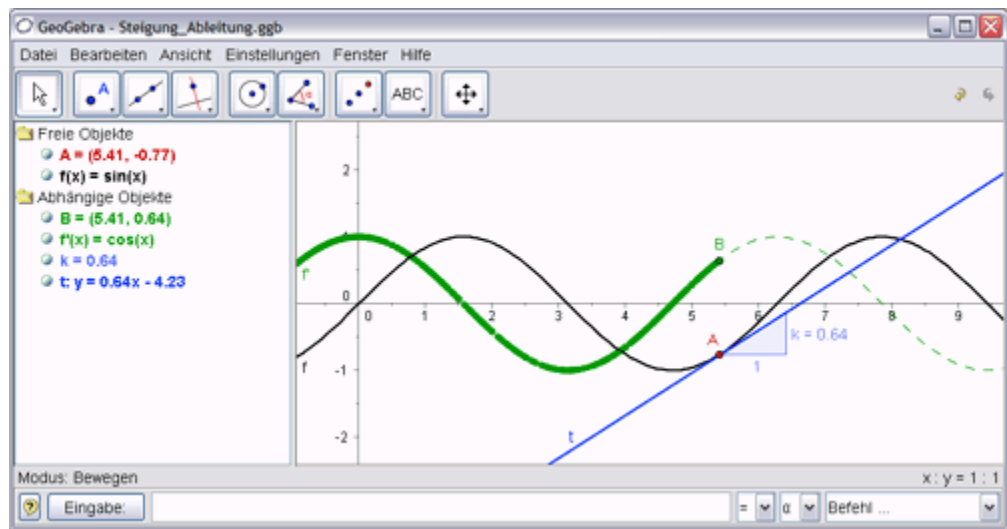 GeoGebra - Steigung_Ableitung.ggb
Datei Bearbeiten Ansicht Einstellungen Fenster Hilfe
A
ABC
Freie Objekte
A = (5.41, -0.77)
f(x) = sin(x)
Abhängige Objekte
B = (5.41, 0.64)
f'(x) = cos(x)
k = 0.64
t: y = 0.64x - 4.23
2
1
B
f'
0
0 1 2 3 4 5 6 7 8 9
A
k = 0.64
f
1
-1
t
-2
Modus: Bewegen
x : y = 1 : 1
Eingabe:
= α Befehl ...